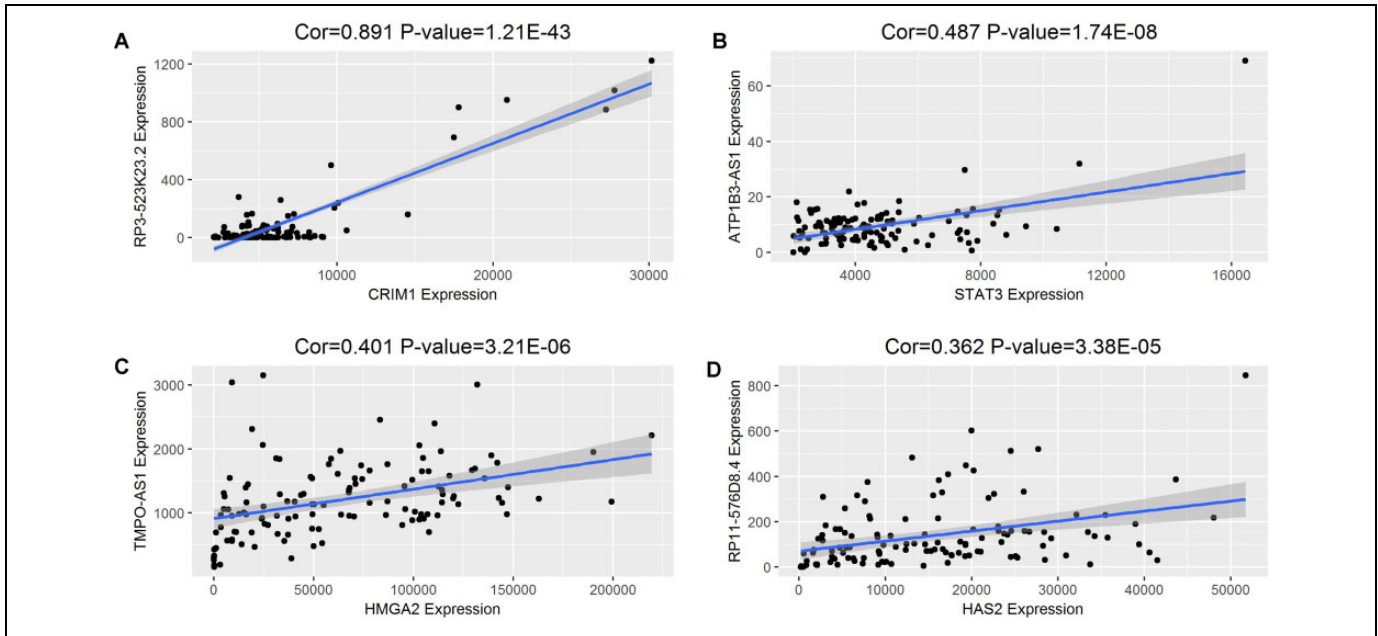 A
Cor=0.891 P-value=1.21E-43
RP3-523K23.2 Expression
1200
800
400
0
10000
20000
30000
CRIM1 Expression
B
Cor=0.487 P-value=1.74E-08
ATP1B3-AS1 Expression
60
40
20
0
4000
8000
12000
16000
STAT3 Expression
C
Cor=0.401 P-value=3.21E-06
TMPO-AS1 Expression
3000
2000
1000
0
50000
100000
150000
200000
HMGA2 Expression
D
Cor=0.362 P-value=3.38E-05
RP11-576D8.4 Expression
800
600
400
200
0
0
10000
20000
30000
40000
50000
HAS2 Expression